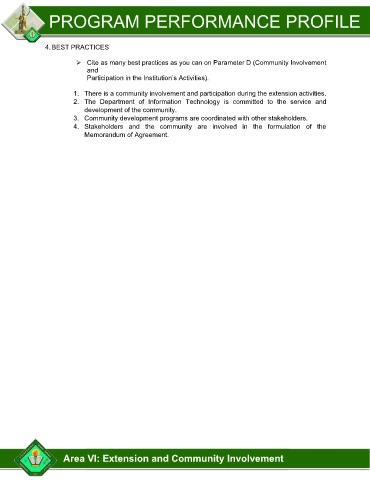 PROGRAM PERFORMANCE PROFILE
4. BEST PRACTICES
➢ Cite as many best practices as you can on Parameter D (Community Involvement
and
Participation in the Institution's Activities).
1. There is a community involvement and participation during the extension activities.
2. The Department of Information Technology is committed to the service and
development of the community.
3. Community development programs are coordinated with other stakeholders.
4. Stakeholders and the community are involved in the formulation of the
Memorandum of Agreement.
Area VI: Extension and Community Involvement